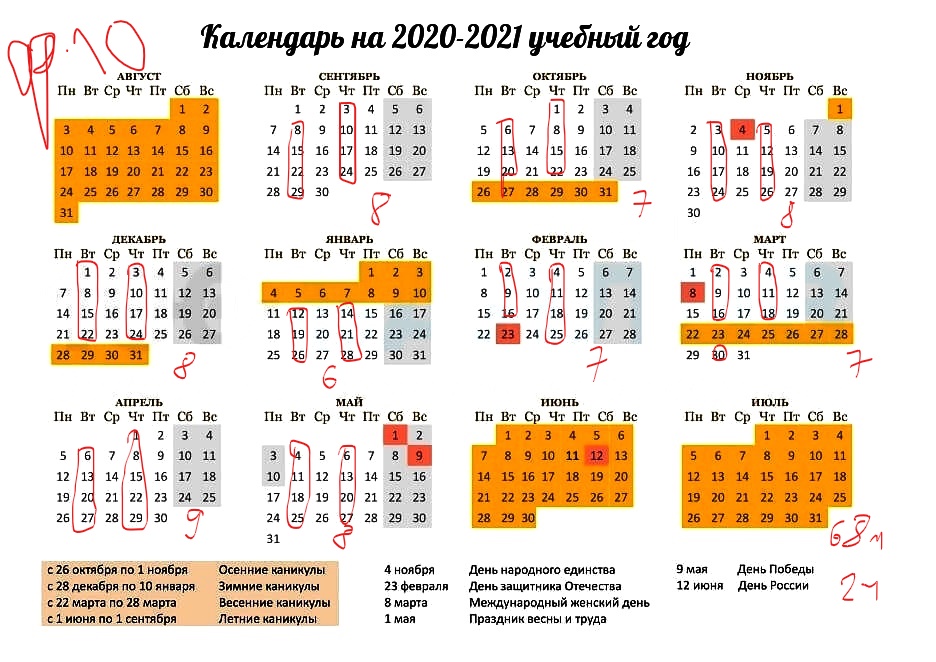 Календарь на 2020-2021 учебный год
10
АВГУСТ
Пн Вт Ср Чт Пт Сб Вс
1 2
3 4 5 6 7 8 9
10 11 12 13 14 15 16
17 18 19 20 21 22 23
24 25 26 27 28 29 30
31
СЕНТЯБРЬ
Пн Вт Ср Чт Пт Сб Вс
1 2 3 4 5 6
7 8 9 10 11 12 13
14 15 16 17 18 19 20
21 22 23 24 25 26 27
28 29 30
8
ОКТЯБРЬ
Пн Вт Ср Чт Пт Сб Вс
1 2 3 4
5 6 7 8 9 10 11
12 13 14 15 16 17 18
19 20 21 22 23 24 25
26 27 28 29 30 31
7
НОЯБРЬ
Пн Вт Ср Чт Пт Сб Вс
1
2 3 4 5 6 7 8
9 10 11 12 13 14 15
16 17 18 19 20 21 22
23 24 25 26 27 28 29
30
8
ДЕКАБРЬ
Пн Вт Ср Чт Пт Сб Вс
1 2 3 4 5 6
7 8 9 10 11 12 13
14 15 16 17 18 19 20
21 22 23 24 25 26 27
28 29 30 31
8
ЯНВАРЬ
Пн Вт Ср Чт Пт Сб Вс
1 2 3
4 5 6 7 8 9 10
11 12 13 14 15 16 17
18 19 20 21 22 23 24
25 26 27 28 29 30 31
6
ФЕВРАЛЬ
Пн Вт Ср Чт Пт Сб Вс
1 2 3 4 5 6 7
8 9 10 11 12 13 14
15 16 17 18 19 20 21
22 23 24 25 26 27 28
7
МАРТ
Пн Вт Ср Чт Пт Сб Вс
1 2 3 4 5 6 7
8 9 10 11 12 13 14
15 16 17 18 19 20 21
22 23 24 25 26 27 28
29 30 31
7
АПРЕЛЬ
Пн Вт Ср Чт Пт Сб Вс
1 2 3 4
5 6 7 8 9 10 11
12 13 14 15 16 17 18
19 20 21 22 23 24 25
26 27 28 29 30
9
МАЙ
Пн Вт Ср Чт Пт Сб Вс
1 2
3 4 5 6 7 8 9
10 11 12 13 14 15 16
17 18 19 20 21 22 23
24 25 26 27 28 29 30
31
8
ИЮНЬ
Пн Вт Ср Чт Пт Сб Вс
1 2 3 4 5 6
7 8 9 10 11 12 13
14 15 16 17 18 19 20
21 22 23 24 25 26 27
28 29 30
ИЮЛЬ
Пн Вт Ср Чт Пт Сб Вс
1 2 3 4
5 6 7 8 9 10 11
12 13 14 15 16 17 18
19 20 21 22 23 24 25
26 27 28 29 30 31
68ч
2ч
с 26 октября по 1 ноября Осенние каникулы
с 28 декабря по 10 января Зимние каникулы
с 22 марта по 28 марта Весенние каникулы
с 1 июня по 1 сентября Летние каникулы
4 ноября День народного единства
23 февраля День защитника Отечества
8 марта Международный женский день
1 мая Праздник весны и труда
9 мая День Победы
12 июня День России